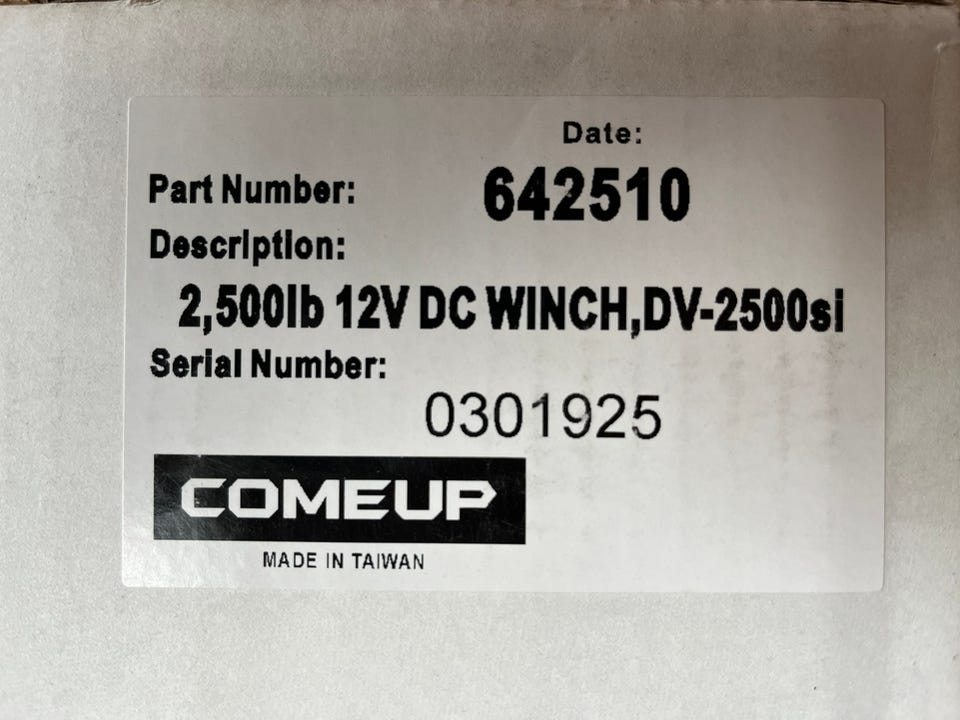 Date:
Part Number: 642510
Description:
2,500lb 12V DC WINCH,DV-2500si
Serial Number:
0301925
COMEUP
MADE IN TAIWAN